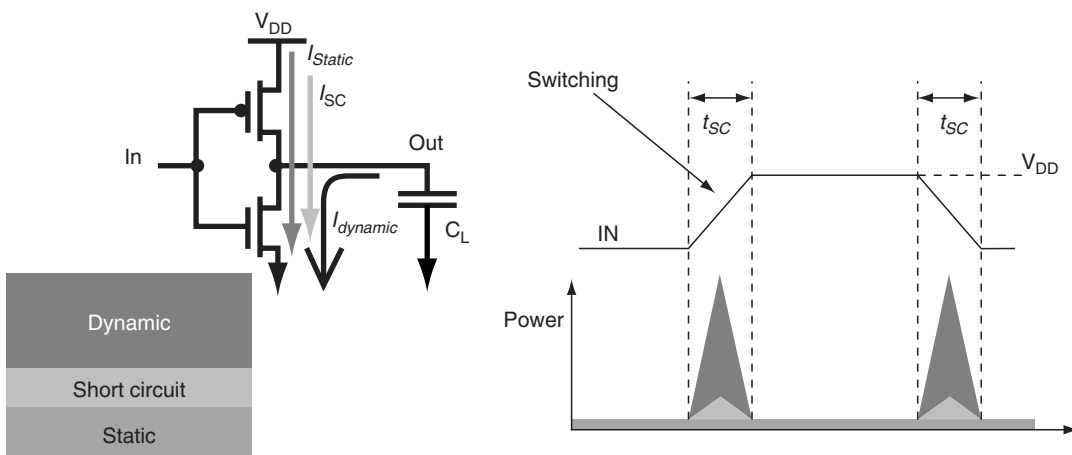 V_DD
I_Static
I_SC
In
Out
I_dynamic
C_L
Dynamic
Short circuit
Static
Switching
t_SC
t_SC
V_DD
IN
Power